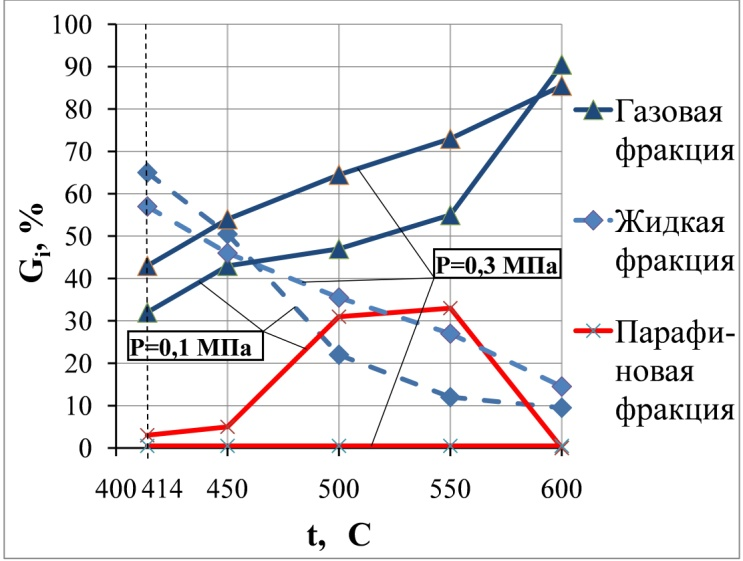 Gi, %
100
90
80
70
60
50
40
30
20
10
0
400 414 450 500 550 600
t, C
P=0,3 МПа
P=0,1 МПа
Газовая
фракция
Жидкая
фракция
Парафи-
новая
фракция